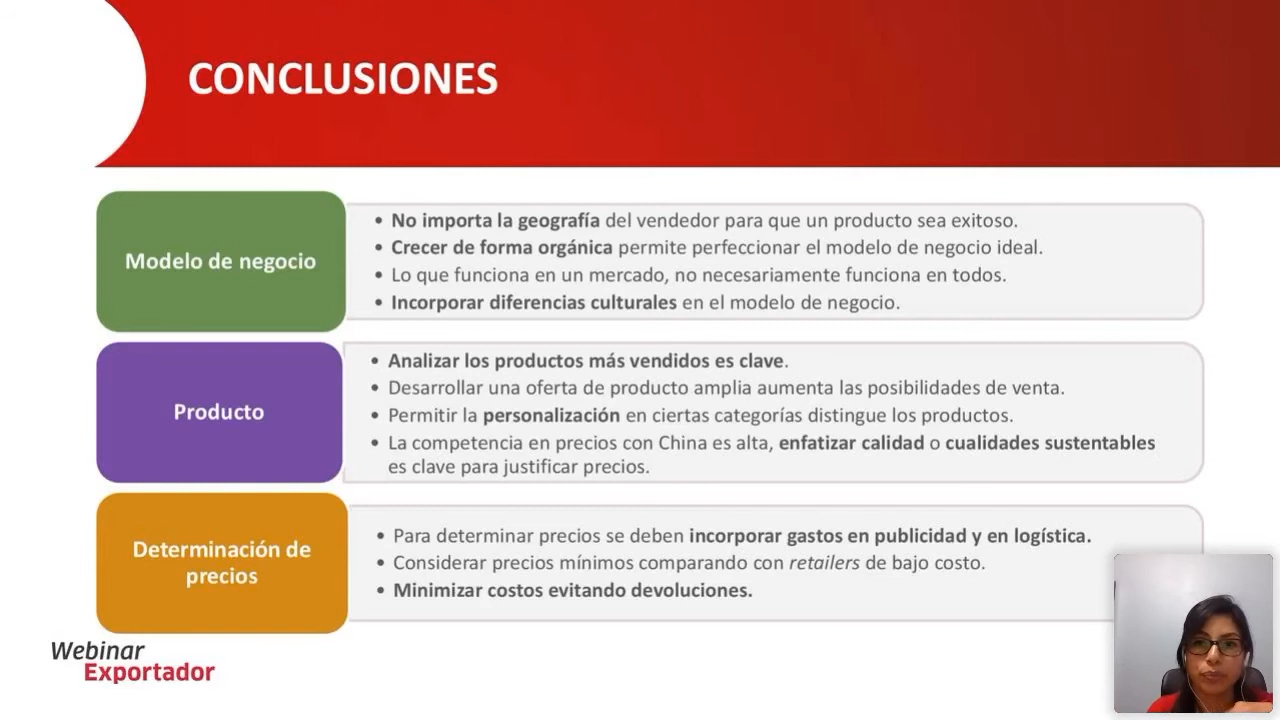 CONCLUSIONES
Modelo de negocio
• No importa la geografía del vendedor para que un producto sea exitoso.
• Crecer de forma orgánica permite perfeccionar el modelo de negocio ideal.
• Lo que funciona en un mercado, no necesariamente funciona en todos.
• Incorporar diferencias culturales en el modelo de negocio.
Producto
• Analizar los productos más vendidos es clave.
• Desarrollar una oferta de producto amplia aumenta las posibilidades de venta.
• Permitir la personalización en ciertas categorías distingue los productos.
• La competencia en precios con China es alta, enfatizar calidad o cualidades sustentables
es clave para justificar precios.
Determinación de
precios
• Para determinar precios se deben incorporar gastos en publicidad y en logística.
• Considerar precios mínimos comparando con retailers de bajo costo.
• Minimizar costos evitando devoluciones.
Webinar
Exportador